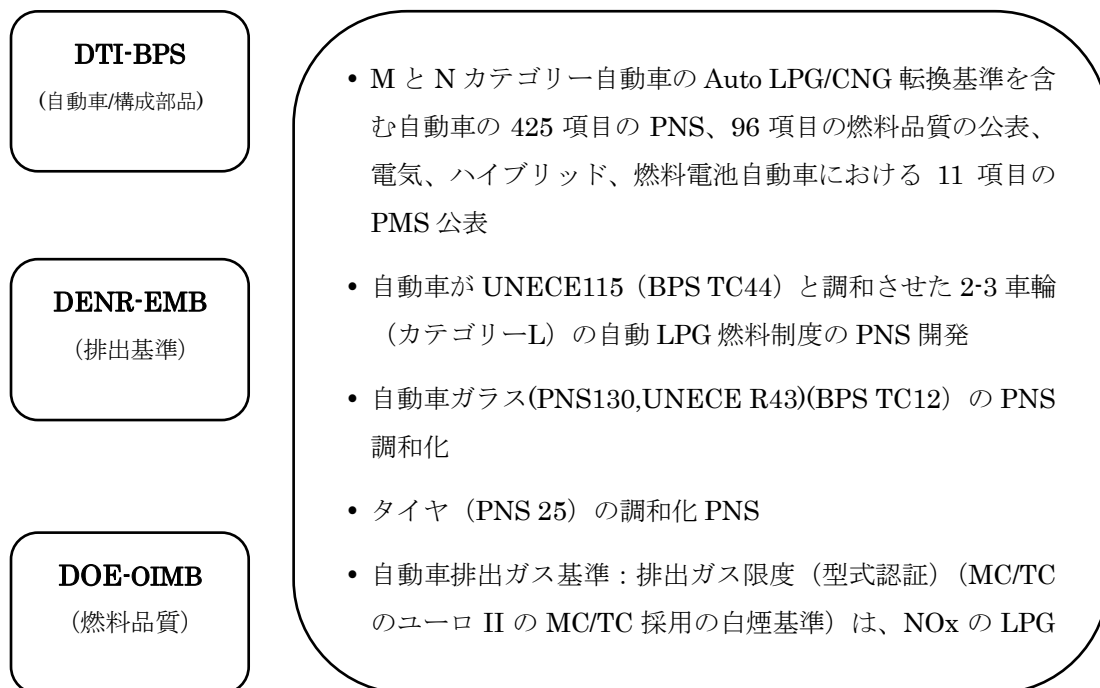 DTI-BPS
(自動車/構成部品)
DENR-EMB
（排出基準）
DOE-OIMB
（燃料品質）
• M と N カテゴリー自動車の Auto LPG/CNG 転換基準を含
む自動車の 425 項目の PNS、96 項目の燃料品質の公表、
電気、ハイブリッド、燃料電池自動車における 11 項目の
PMS 公表
• 自動車が UNECE115（BPS TC44）と調和させた 2-3 車輪
（カテゴリーL）の自動 LPG 燃料制度の PNS 開発
• 自動車ガラス(PNS130,UNECE R43)(BPS TC12）の PNS
調和化
• タイヤ（PNS 25）の調和化 PNS
• 自動車排出ガス基準：排出ガス限度（型式認証）（MC/TC
のユーロ II の MC/TC 採用の白煙基準）は、NOx の LPG